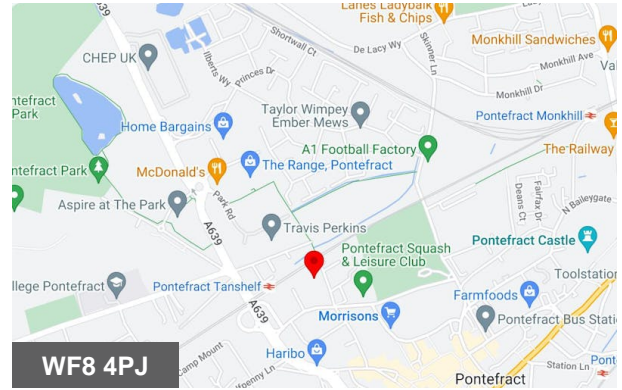 Lanes Ladybalk
Fish & Chips
De Lacy Wy
Skinner Ln
Monkhill Sandwiches
Monkhill Ave
Shortwall Ct
CHEP UK
Ilberts Wy
Princes Dr
Monkhill Dr
Taylor Wimpey
Ember Mews
Pontefract Monkhill
Home Bargains
A1 Football Factory
The Railway
McDonald's
The Range, Pontefract
ntefract
Park
ntefract Park
Park Rd
Aspire at The Park
A639
Travis Perkins
Deans Ct
Fairfax Dr
N Baileygate
Pontefract Castle
Pontefract Squash
& Leisure Club
Toolstation
llege Pontefract
Pontefract Tanshelf
A639
Farmfoods
Morrisons
Pontefract Bus Stati
Haribo
Camp Mount
Pontefract
Station Ln
WF8 4PJ